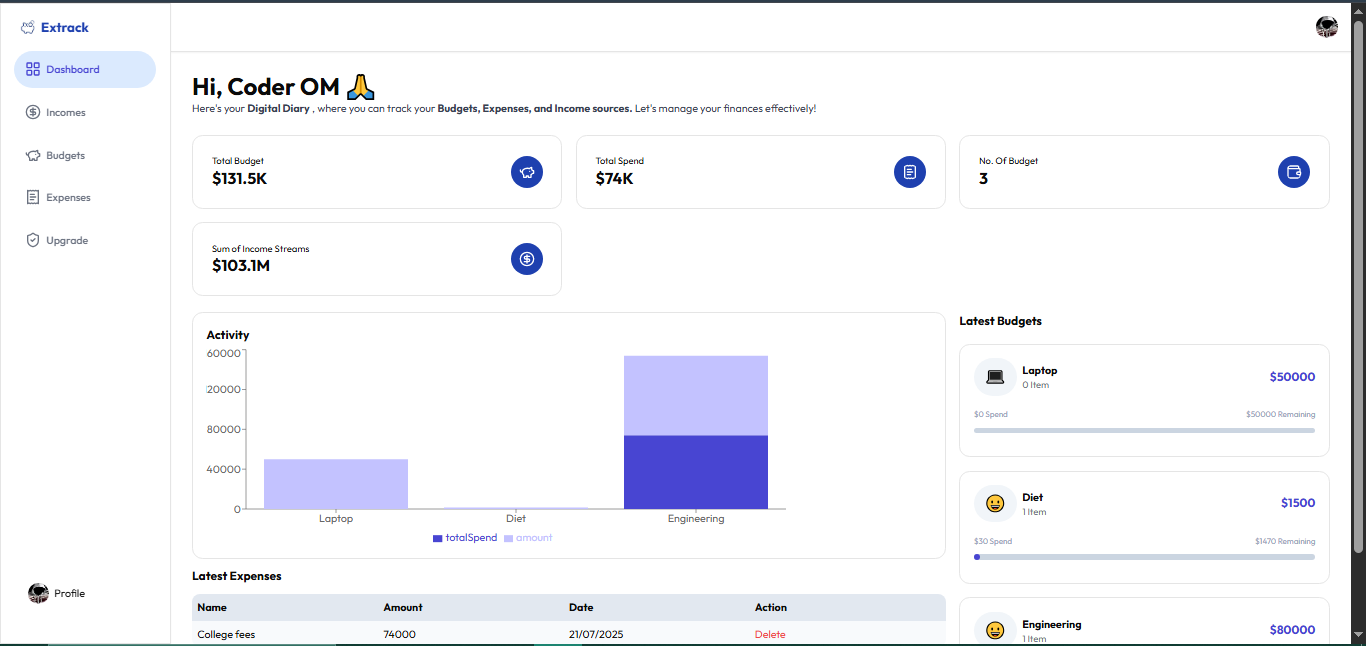 Extrack
Dashboard
Incomes
Budgets
Expenses
Upgrade
Profile
Hi, Coder OM 🙏
Here's your Digital Diary , where you can track your Budgets, Expenses, and Income sources. Let's manage your finances effectively!
Total Budget
$131.5K
Total Spend
$74K
No. Of Budget
3
Sum of Income Streams
$103.1M
Activity
60000
20000
80000
40000
0
Laptop Diet Engineering
totalSpend amount
Latest Budgets
Laptop
0 Item
$50000
$0 Spend $50000 Remaining
Diet
1 Item
$1500
$30 Spend $1470 Remaining
Engineering
1 Item
$80000
Latest Expenses
Name Amount Date Action
College fees 74000 21/07/2025 Delete